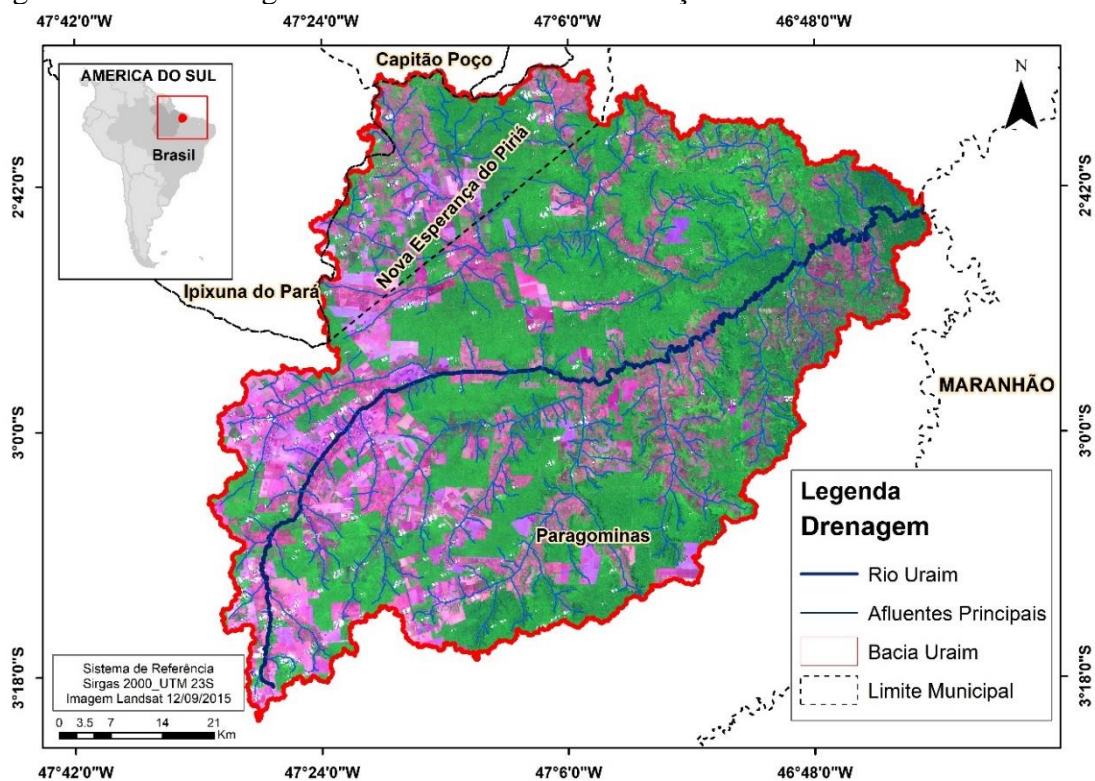 47°42'0"W
47°24'0"W
47°6'0"W
46°48'0"W
AMERICA DO SUL
Brasil
Capitão Poço
N
2°42'0"S
2°42'0"S
Nova Esperança do Piriá
Ipixuna do Pará
MARANHÃO
3°0'0"S
3°0'0"S
Paragominas
Legenda
Drenagem
Rio Uraim
Afluentes Principais
Bacia Uraim
Limite Municipal
Sistema de Referência
Sirgas 2000_UTM 23S
Imagem Landsat 12/09/2015
0 3.5 7 14 21
Km
3°18'0"S
3°18'0"S
47°42'0"W
47°24'0"W
47°6'0"W
46°48'0"W